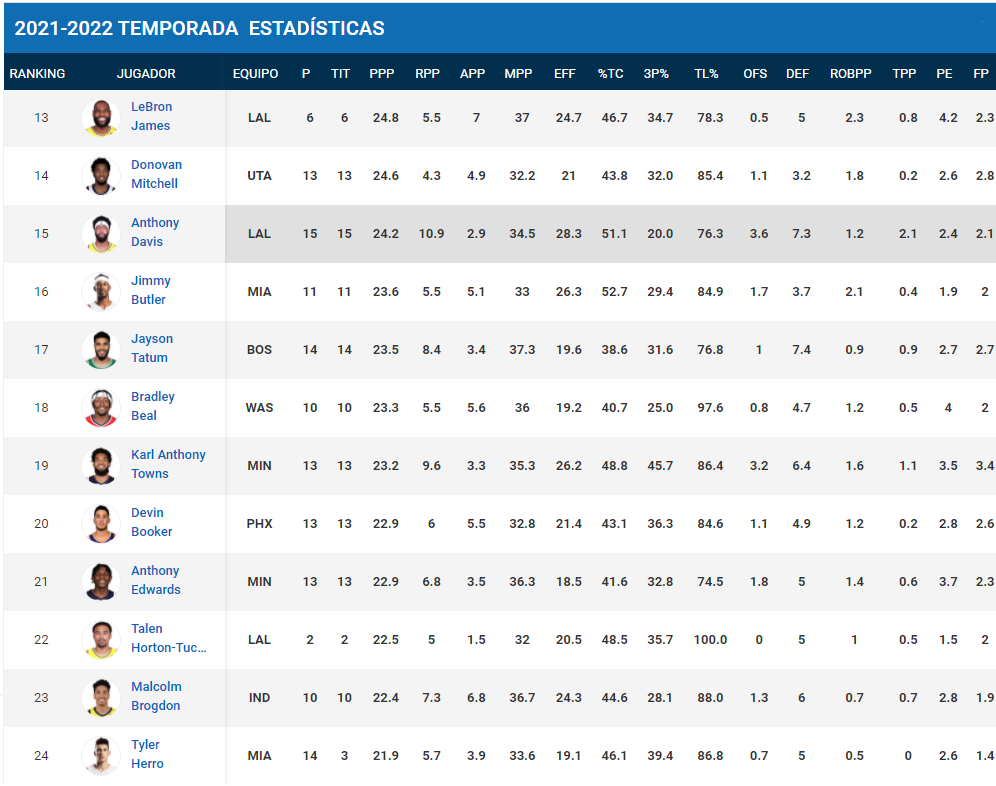 2021-2022 TEMPORADA ESTADÍSTICAS
RANKING JUGADOR EQUIPO P TIT PPP RPP APP MPP EFF %TC 3P% TL% OFS DEF ROBPP TPP PE FP
13 LeBron James LAL 6 6 24.8 5.5 7 37 24.7 46.7 34.7 78.3 0.5 5 2.3 0.8 4.2 2.3
14 Donovan Mitchell UTA 13 13 24.6 4.3 4.9 32.2 21 43.8 32.0 85.4 1.1 3.2 1.8 0.2 2.6 2.8
15 Anthony Davis LAL 15 15 24.2 10.9 2.9 34.5 28.3 51.1 20.0 76.3 3.6 7.3 1.2 2.1 2.4 2.1
16 Jimmy Butler MIA 11 11 23.6 5.5 5.1 33 26.3 52.7 29.4 84.9 1.7 3.7 2.1 0.4 1.9 2
17 Jayson Tatum BOS 14 14 23.5 8.4 3.4 37.3 19.6 38.6 31.6 76.8 1 7.4 0.9 0.9 2.7 2.7
18 Bradley Beal WAS 10 10 23.3 5.5 5.6 36 19.2 40.7 25.0 97.6 0.8 4.7 1.2 0.5 4 2
19 Karl Anthony Towns MIN 13 13 23.2 9.6 3.3 35.3 26.2 48.8 45.7 86.4 3.2 6.4 1.6 1.1 3.5 3.4
20 Devin Booker PHX 13 13 22.9 6 5.5 32.8 21.4 43.1 36.3 84.6 1.1 4.9 1.2 0.2 2.8 2.6
21 Anthony Edwards MIN 13 13 22.9 6.8 3.5 36.3 18.5 41.6 32.8 74.5 1.8 5 1.4 0.6 3.7 2.3
22 Talen Horton-Tuc... LAL 2 2 22.5 5 1.5 32 20.5 48.5 35.7 100.0 0 5 1 0.5 1.5 2
23 Malcolm Brogdon IND 10 10 22.4 7.3 6.8 36.7 24.3 44.6 28.1 88.0 1.3 6 0.7 0.7 2.8 1.9
24 Tyler Herro MIA 14 3 21.9 5.7 3.9 33.6 19.1 46.1 39.4 86.8 0.7 5 0.5 0 2.6 1.4